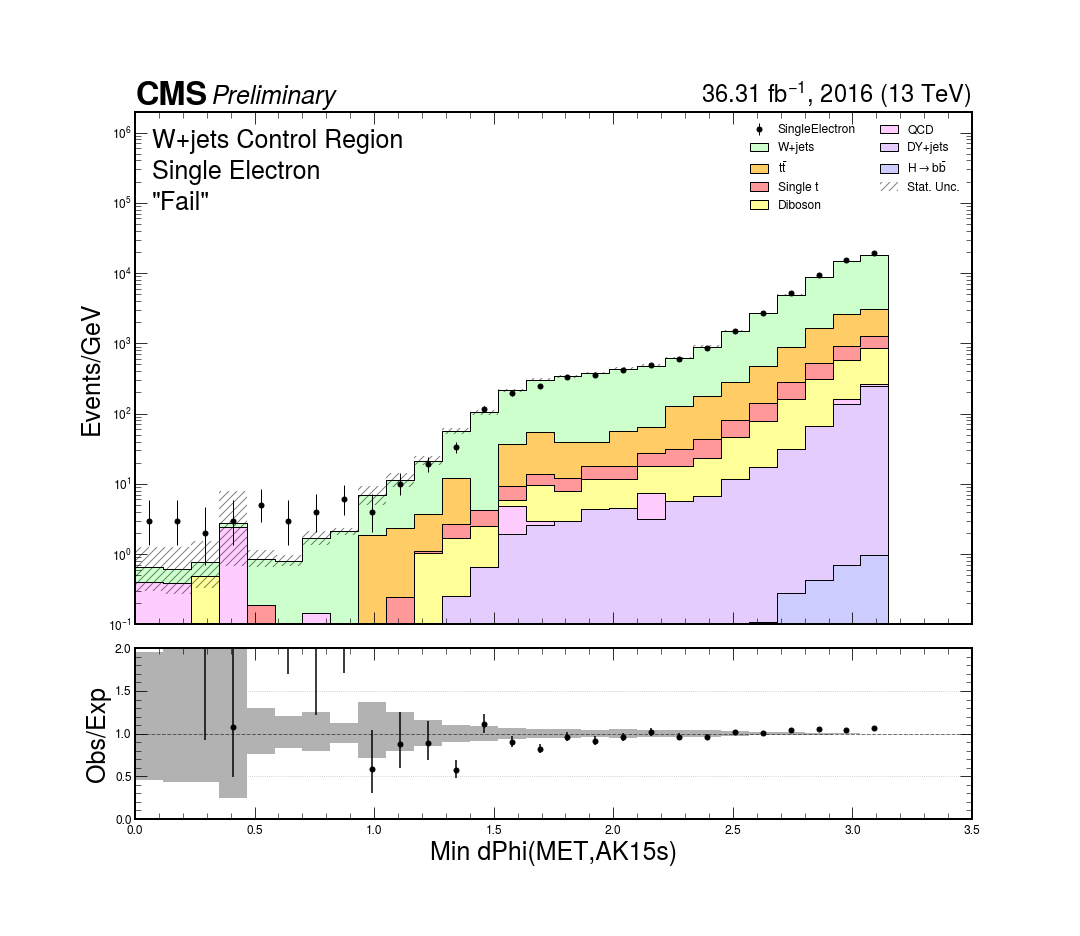 CMS Preliminary 36.31 fb⁻¹, 2016 (13 TeV)
W+jets Control Region
Single Electron
"Fail"
SingleElectron
W+jets
tt̄
Single t
Diboson
QCD
DY+jets
H→bb̄
Stat. Unc.
Events/GeV
10⁶
10⁵
10⁴
10³
10²
10¹
10⁰
10⁻¹
Obs/Exp
2.0
1.5
1.0
0.5
0.0
0.0 0.5 1.0 1.5 2.0 2.5 3.0 3.5
Min dPhi(MET,AK15s)